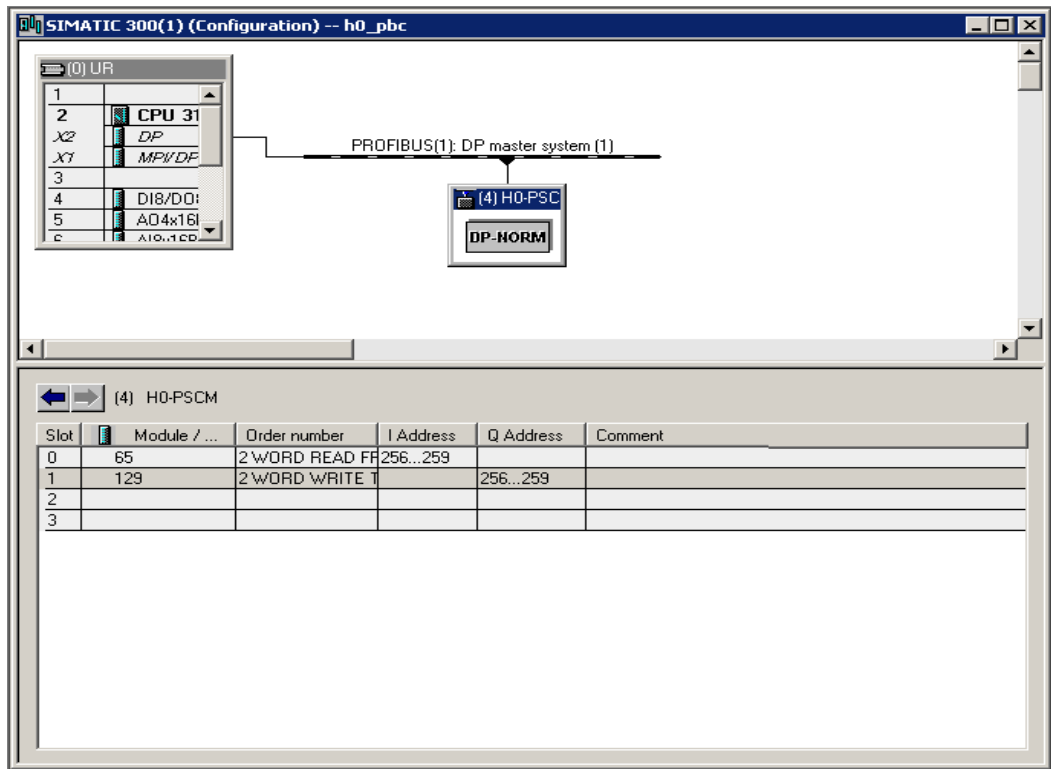 SIMATIC 300(1) (Configuration) -- h0_pbc
(0) UR
1
2 CPU 31
X2 DP
X1 MPI/DP
3
4 DI8/DO
5 AO4x16
PROFIBUS(1): DP master system (1)
(4) H0-PSC
DP-NORM
(4) H0-PSCM
Slot Module / ... Order number I Address Q Address Comment
0 65 2 WORD READ FR 256...259
1 129 2 WORD WRITE T 256...259
2
3